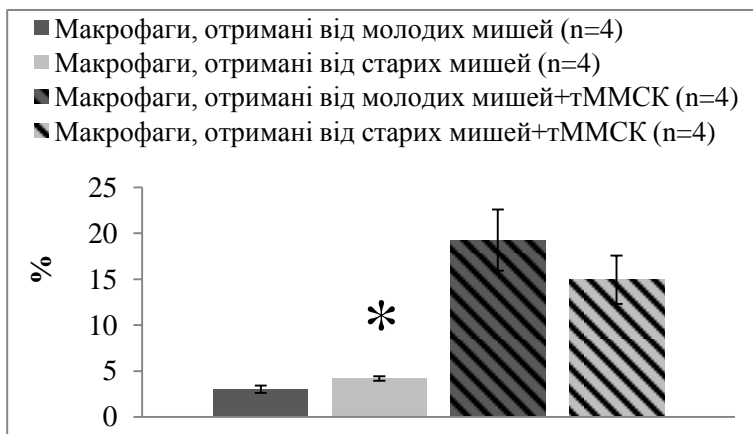 Макрофаги, отримані від молодих мишей (n=4)
Макрофаги, отримані від старих мишей (n=4)
Макрофаги, отримані від молодих мишей+тММСК (n=4)
Макрофаги, отримані від старих мишей+тММСК (n=4)
25
20
15
10
5
0
%
*